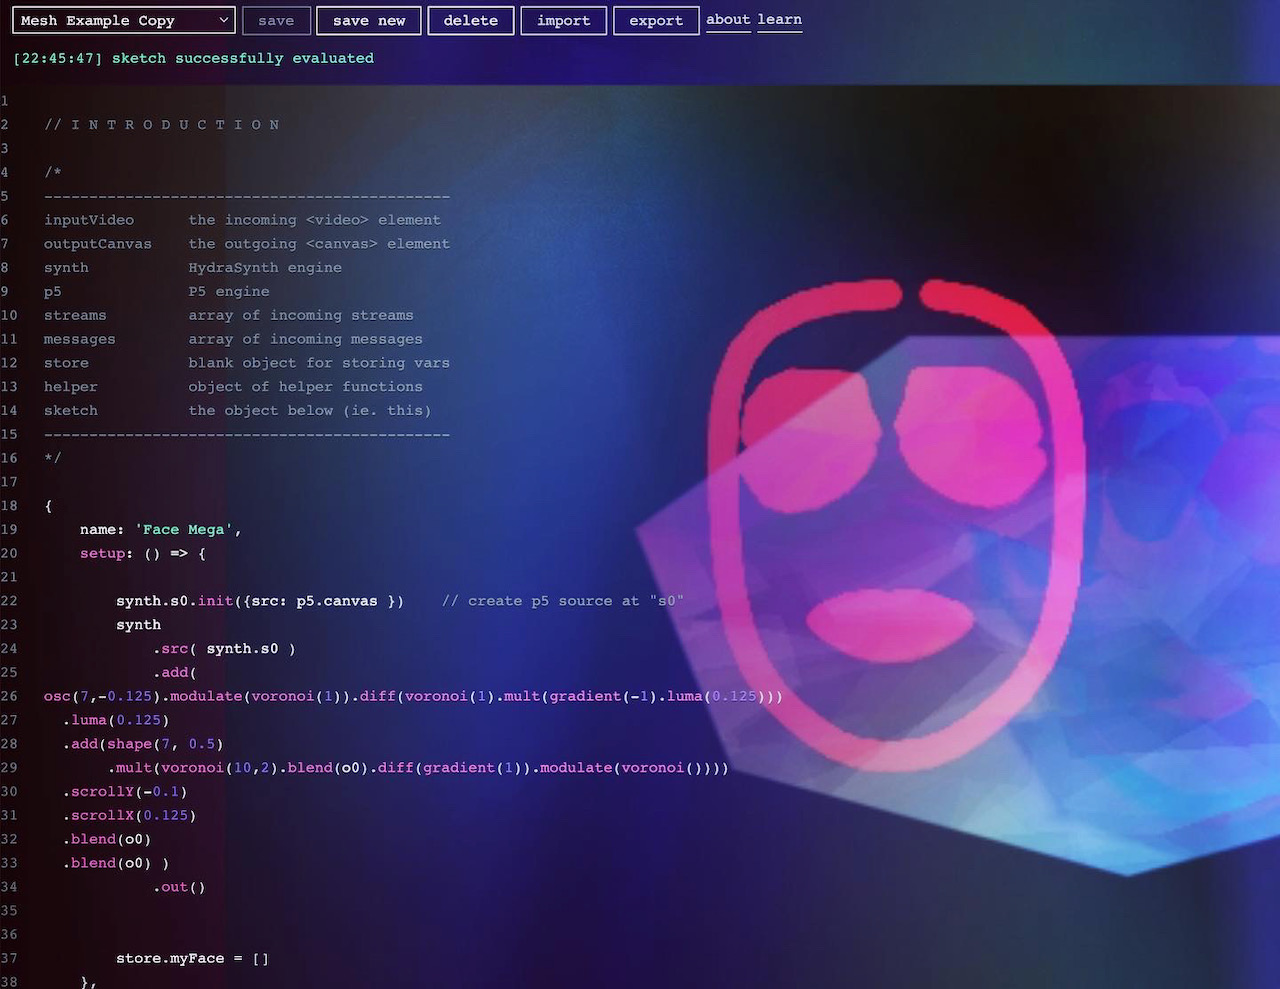 Mesh Example Copy save save new delete import export about learn
[22:45:47] sketch successfully evaluated
1
2 // I N T R O D U C T I O N
3
4 /*
5 ---------------------------------------------
6 inputVideo the incoming <video> element
7 outputCanvas the outgoing <canvas> element
8 synth HydraSynth engine
9 p5 P5 engine
10 streams array of incoming streams
11 messages array of incoming messages
12 store blank object for storing vars
13 helper object of helper functions
14 sketch the object below (ie. this)
15 ---------------------------------------------
16 */
17
18 {
19 name: 'Face Mega',
20 setup: () => {
21
22 synth.s0.init({src: p5.canvas }) // create p5 source at "s0"
23 synth
24 .src( synth.s0 )
25 .add(
26 osc(7,-0.125).modulate(voronoi(1)).diff(voronoi(1).mult(gradient(-1).luma(0.125)))
27 .luma(0.125)
28 .add(shape(7, 0.5)
29 .mult(voronoi(10,2).blend(o0).diff(gradient(1)).modulate(voronoi())))
30 .scrollY(-0.1)
31 .scrollX(0.125)
32 .blend(o0)
33 .blend(o0) )
34 .out()
35
36
37 store.myFace = []
38 },